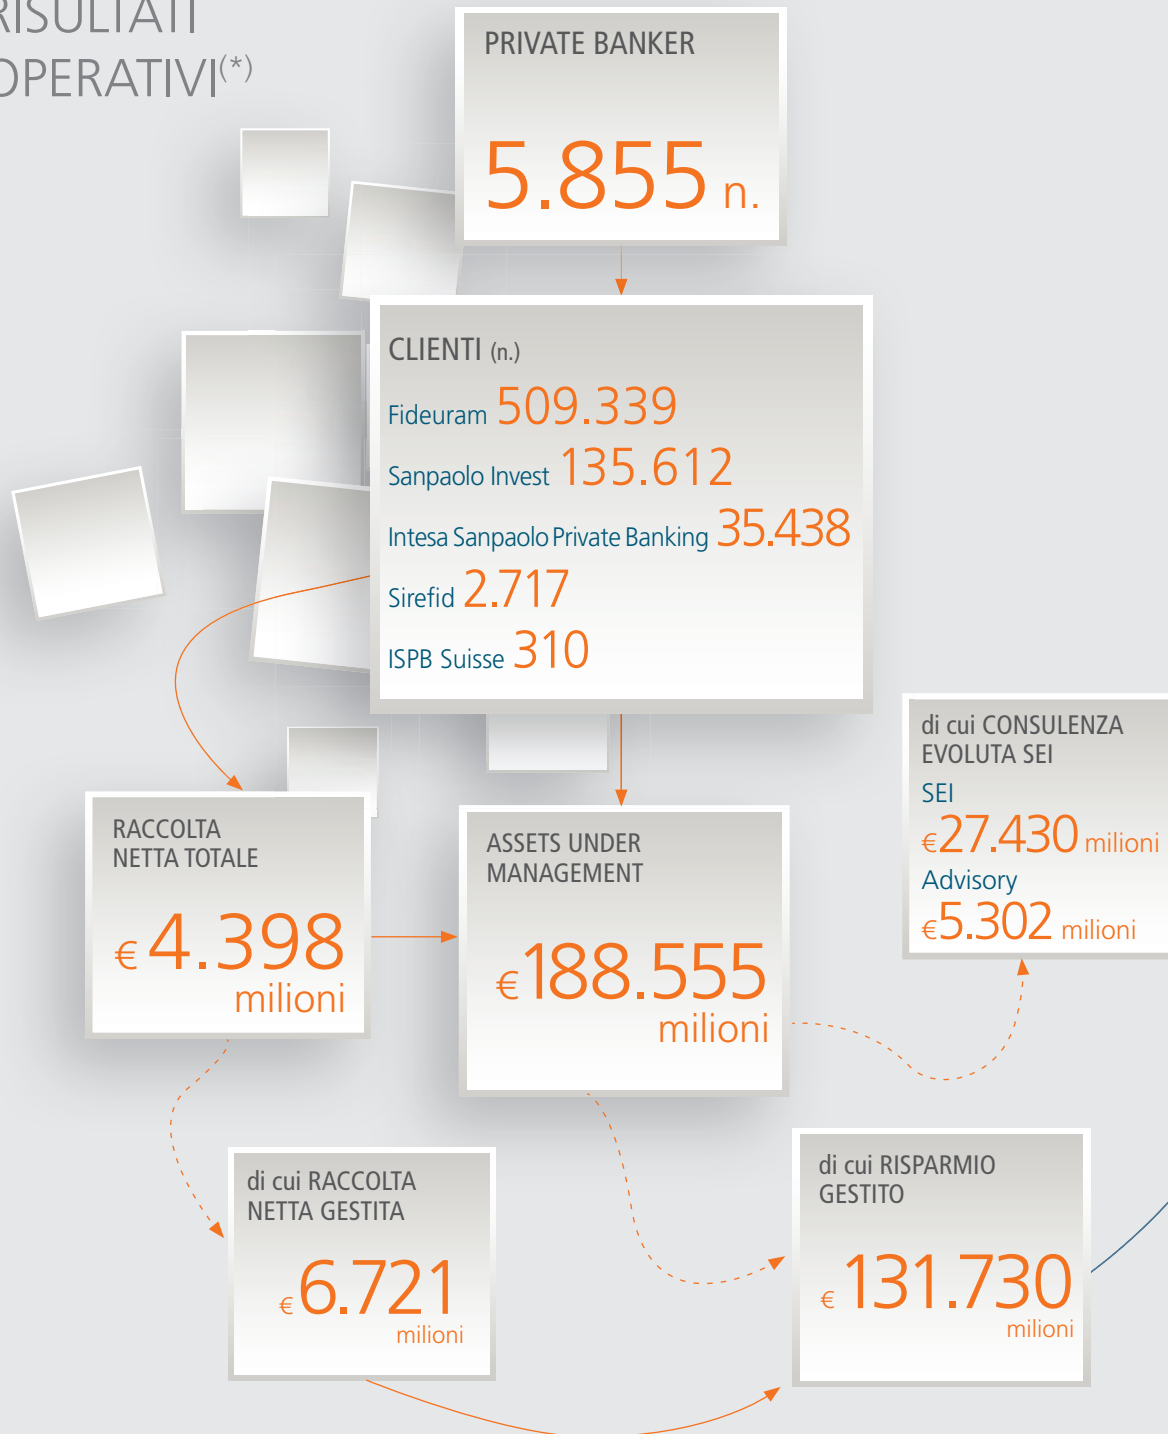 RISULTATI
OPERATIVI(*)
PRIVATE BANKER
5.855 n.
CLIENTI (n.)
Fideuram 509.339
Sanpaolo Invest 135.612
Intesa Sanpaolo Private Banking 35.438
Sirefid 2.717
ISPB Suisse 310
di cui CONSULENZA
EVOLUTA SEI
SEI
€27.430 milioni
Advisory
€5.302 milioni
RACCOLTA
NETTA TOTALE
€4.398
milioni
ASSETS UNDER
MANAGEMENT
€188.555
milioni
di cui RACCOLTA
NETTA GESTITA
€6.721
milioni
di cui RISPARMIO
GESTITO
€131.730
milioni